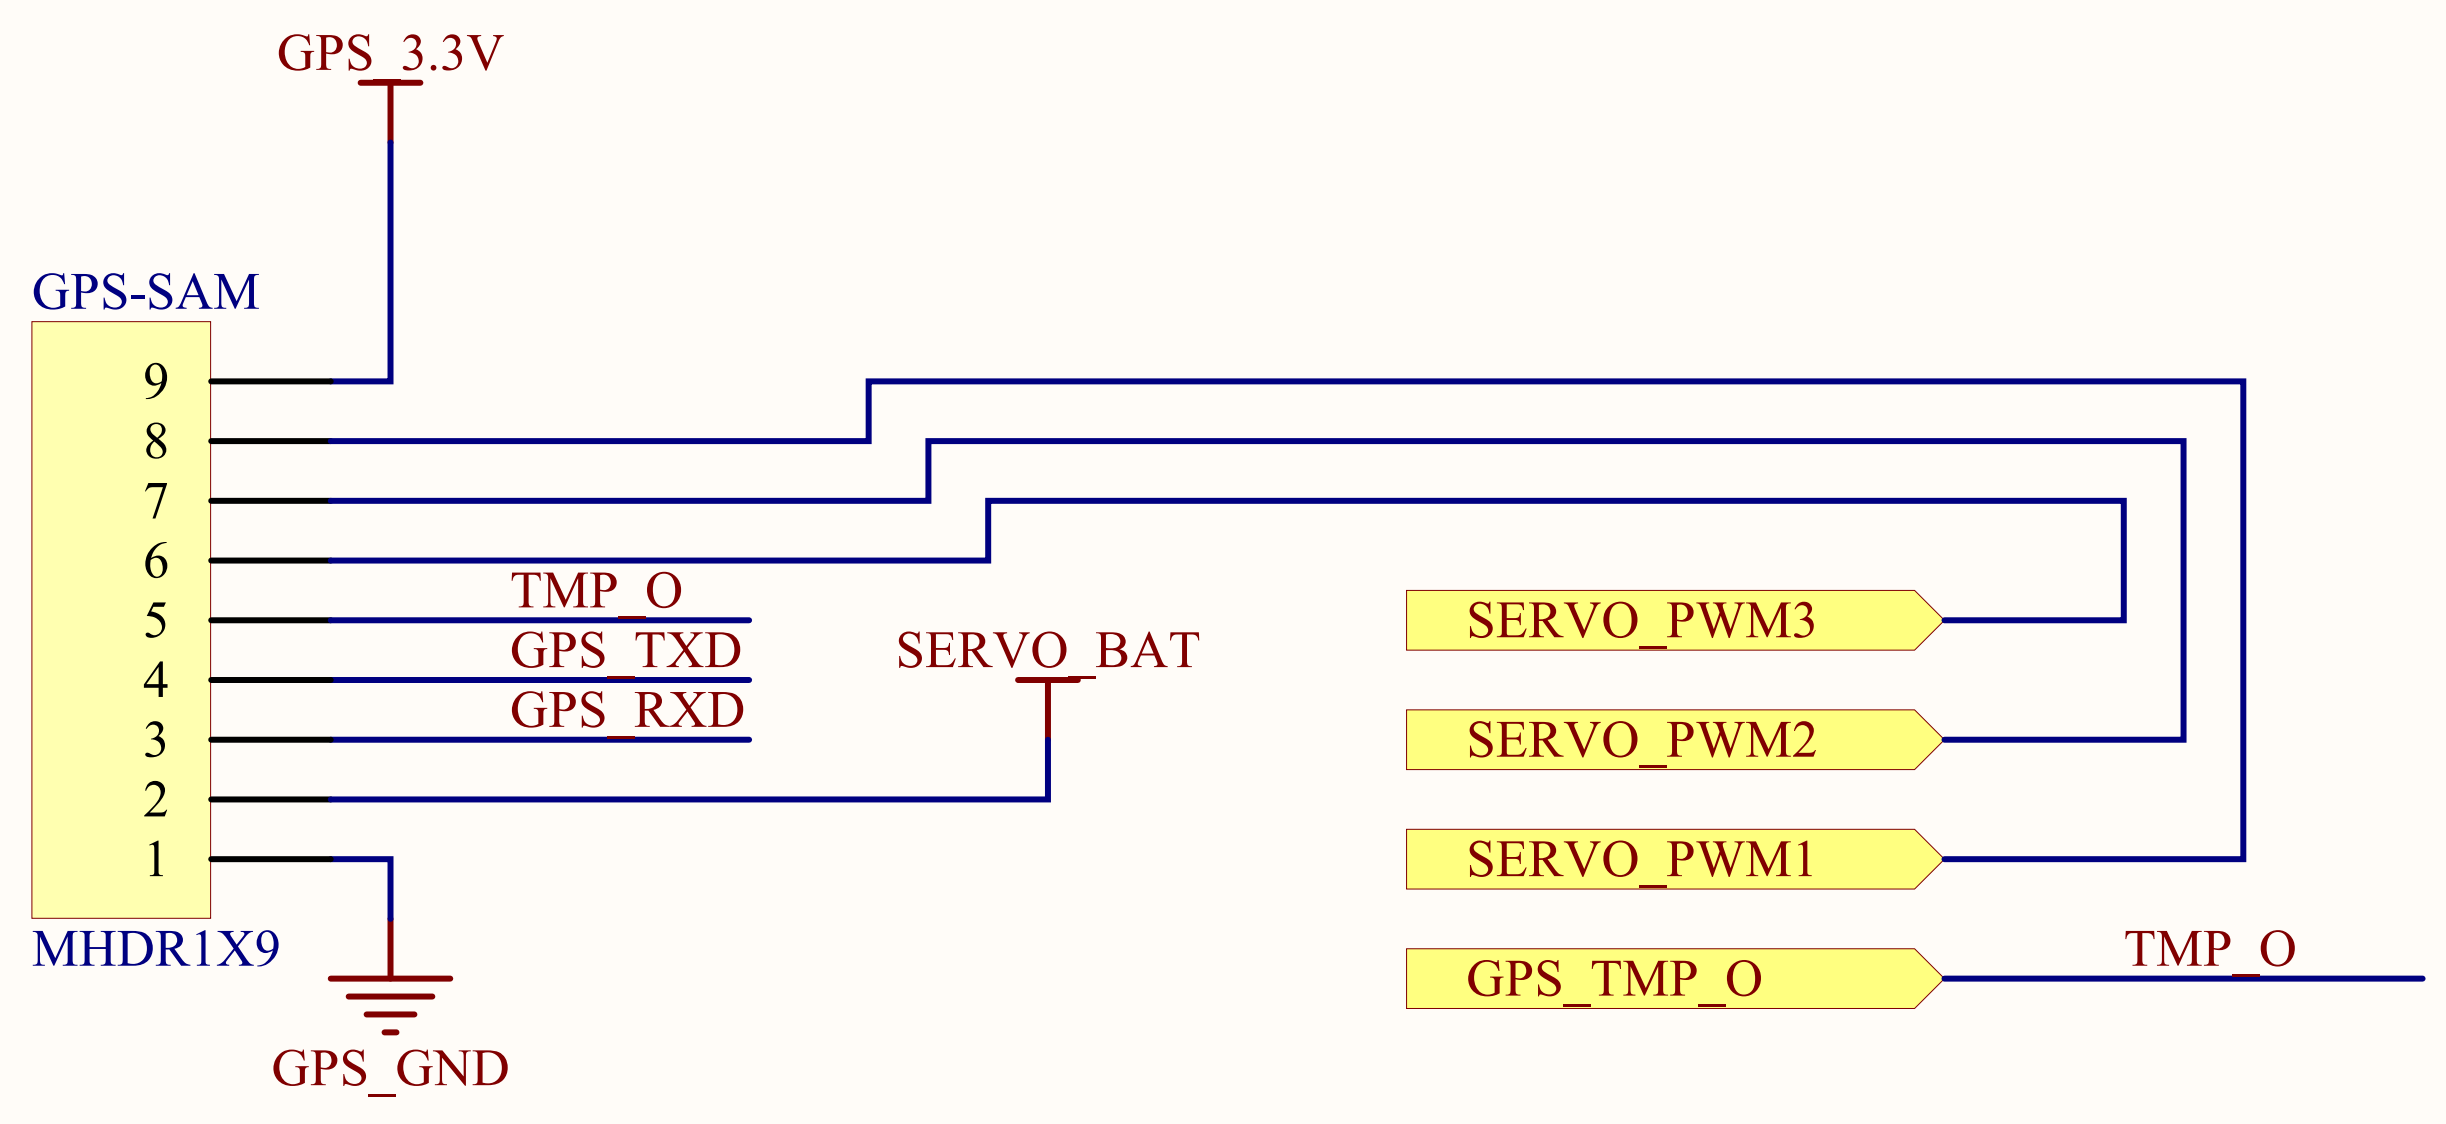 GPS_3.3V
GPS-SAM
9
8
7
6
TMP_O
5
GPS_TXD
4
GPS_RXD
3
2
1
MHDR1X9
GPS_GND
SERVO_BAT
SERVO_PWM3
SERVO_PWM2
SERVO_PWM1
GPS_TMP_O
TMP_O